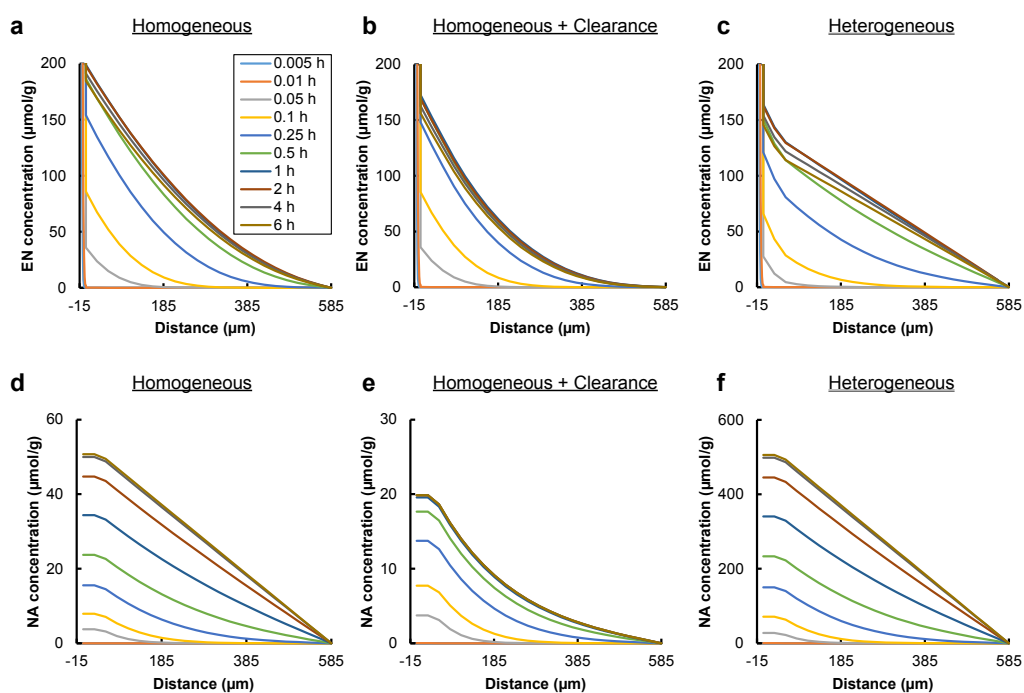 a Homogeneous
b Homogeneous + Clearance
c Heterogeneous
EN concentration (µmol/g)
200
150
100
50
0
-15 185 385 585
Distance (µm)
0.005 h
0.01 h
0.05 h
0.1 h
0.25 h
0.5 h
1 h
2 h
4 h
6 h
EN concentration (µmol/g)
200
150
100
50
0
-15 185 385 585
Distance (µm)
EN concentration (µmol/g)
200
150
100
50
0
-15 185 385 585
Distance (µm)
d Homogeneous
e Homogeneous + Clearance
f Heterogeneous
NA concentration (µmol/g)
60
40
20
0
-15 185 385 585
Distance (µm)
NA concentration (µmol/g)
30
20
10
0
-15 185 385 585
Distance (µm)
NA concentration (µmol/g)
600
400
200
0
-15 185 385 585
Distance (µm)